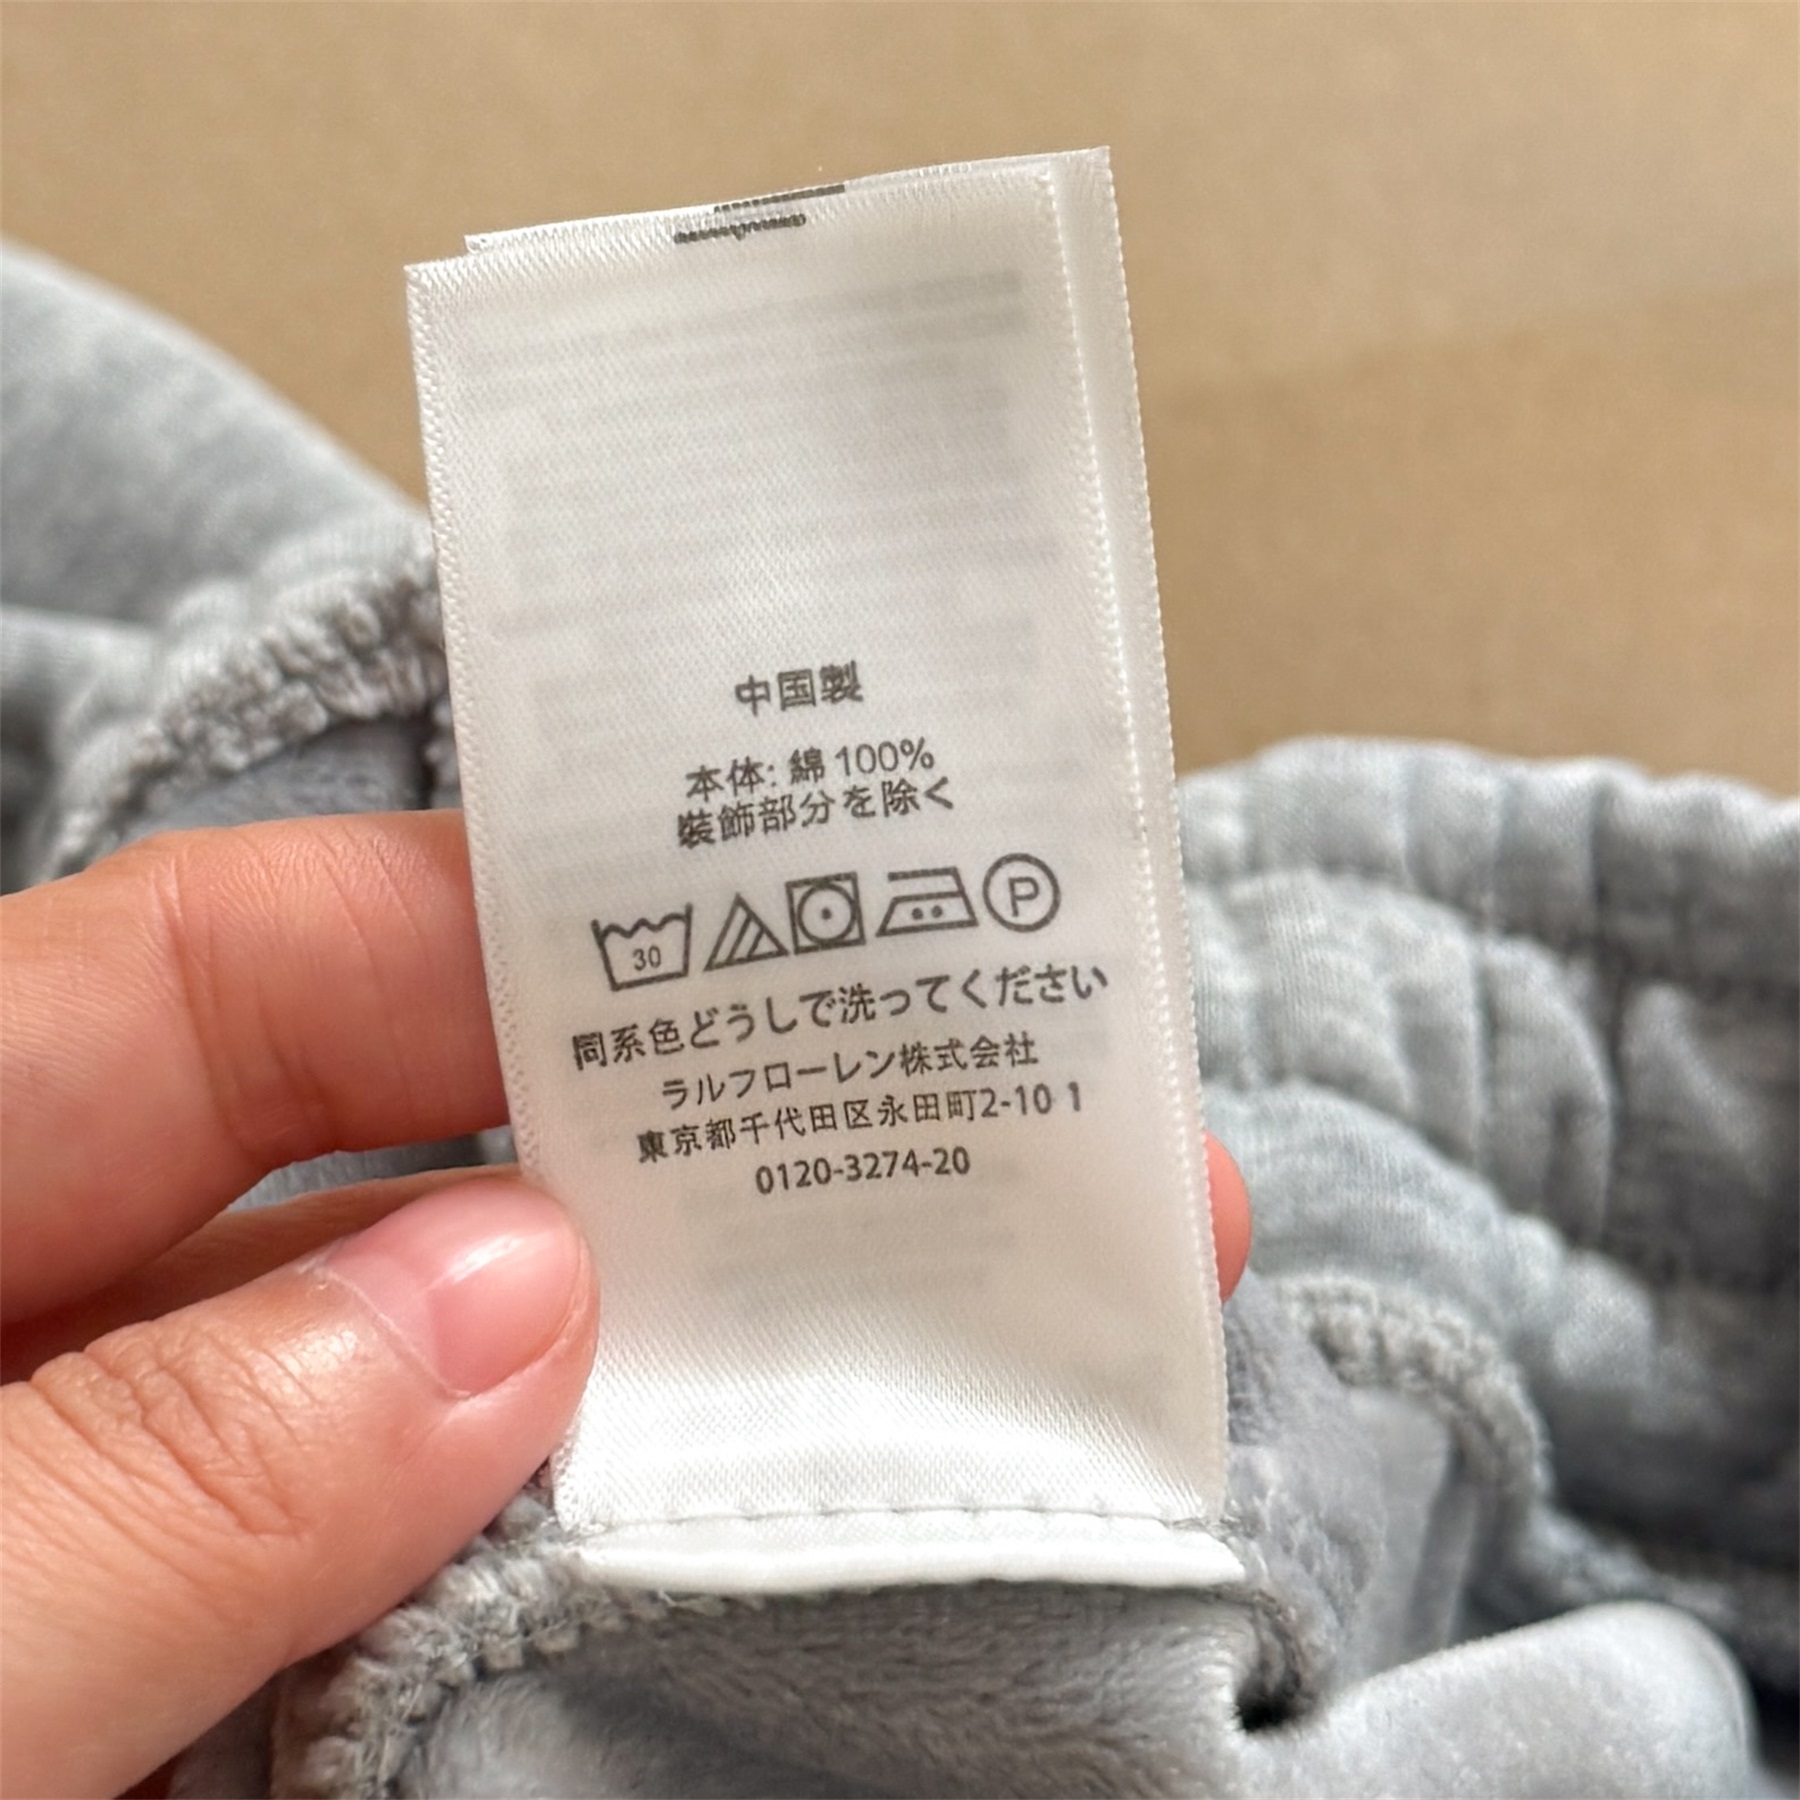 中国製
本体: 綿 100%
装飾部分を除く
30 P
同系色どうしで洗ってください
ラルフローレン株式会社
東京都千代田区永田町2-10 1
0120-3274-20